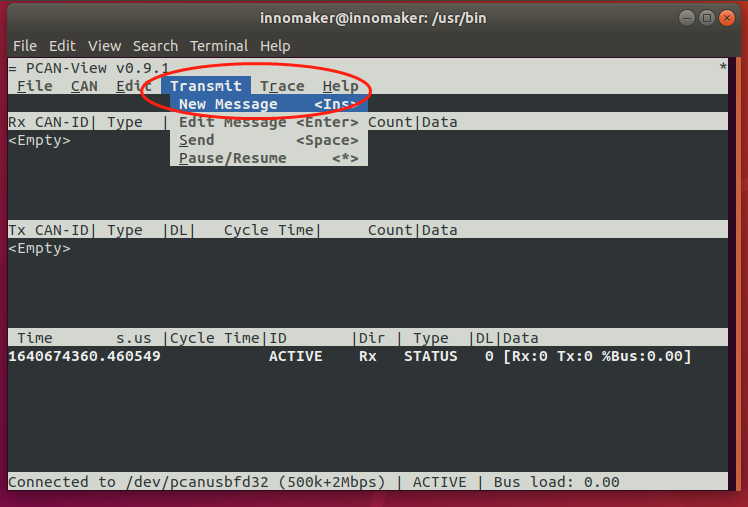 innomaker@innomaker: /usr/bin
File Edit View Search Terminal Help
= PCAN-View v0.9.1 *
File CAN Edit Transmit Trace Help
New Message <Ins>
Rx CAN-ID| Type | Edit Message <Enter> Count|Data
<Empty> Send <Space>
Pause/Resume <*>
Tx CAN-ID| Type |DL| Cycle Time| Count|Data
<Empty>
Time s.us |Cycle Time|ID |Dir | Type |DL|Data
1640674360.460549 ACTIVE Rx STATUS 0 [Rx:0 Tx:0 %Bus:0.00]
Connected to /dev/pcanusbfd32 (500k+2Mbps) | ACTIVE | Bus load: 0.00